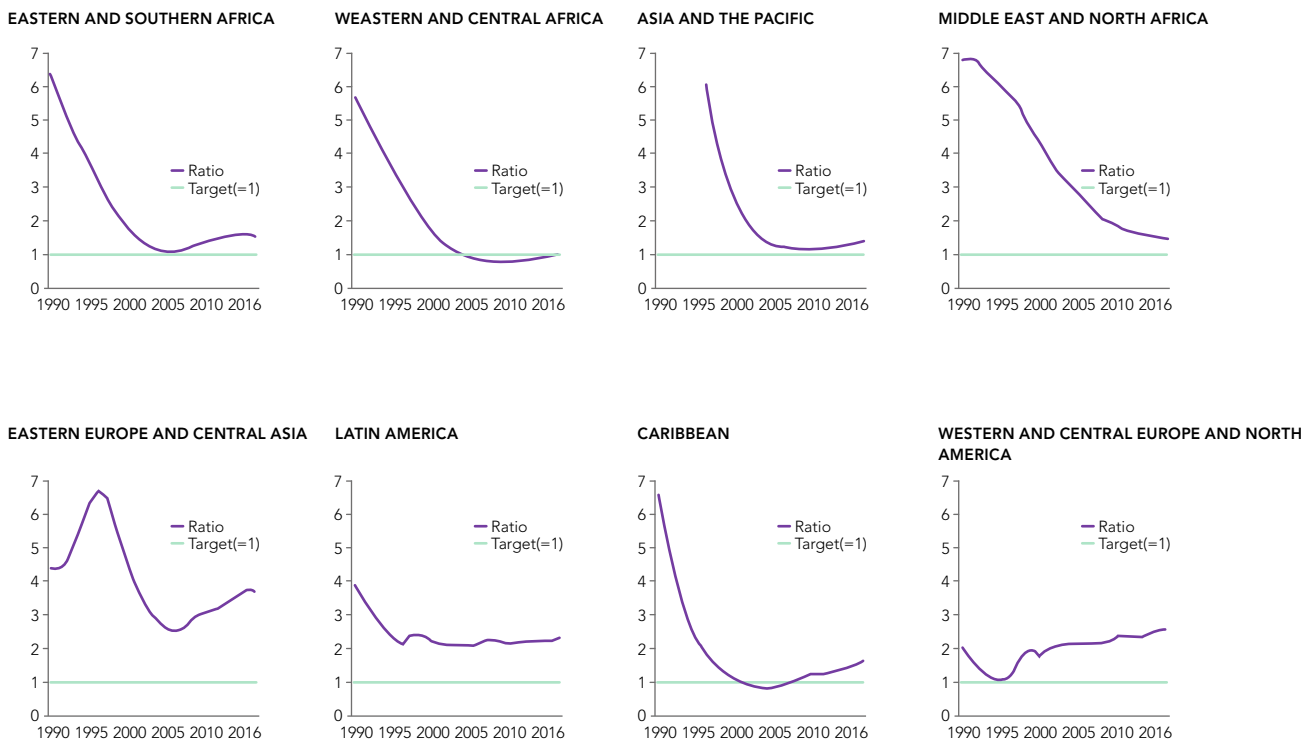 EASTERN AND SOUTHERN AFRICA
7
6
5
4
3
2
1
0
Ratio
Target(=1)
1990 1995 2000 2005 2010 2016
WEASTERN AND CENTRAL AFRICA
7
6
5
4
3
2
1
0
Ratio
Target(=1)
1990 1995 2000 2005 2010 2016
ASIA AND THE PACIFIC
7
6
5
4
3
2
1
0
Ratio
Target(=1)
1990 1995 2000 2005 2010 2016
MIDDLE EAST AND NORTH AFRICA
7
6
5
4
3
2
1
0
Ratio
Target(=1)
1990 1995 2000 2005 2010 2016
EASTERN EUROPE AND CENTRAL ASIA
7
6
5
4
3
2
1
0
Ratio
Target(=1)
1990 1995 2000 2005 2010 2016
LATIN AMERICA
7
6
5
4
3
2
1
0
Ratio
Target(=1)
1990 1995 2000 2005 2010 2016
CARIBBEAN
7
6
5
4
3
2
1
0
Ratio
Target(=1)
1990 1995 2000 2005 2010 2016
WESTERN AND CENTRAL EUROPE AND NORTH
AMERICA
7
6
5
4
3
2
1
0
Ratio
Target(=1)
1990 1995 2000 2005 2010 2016